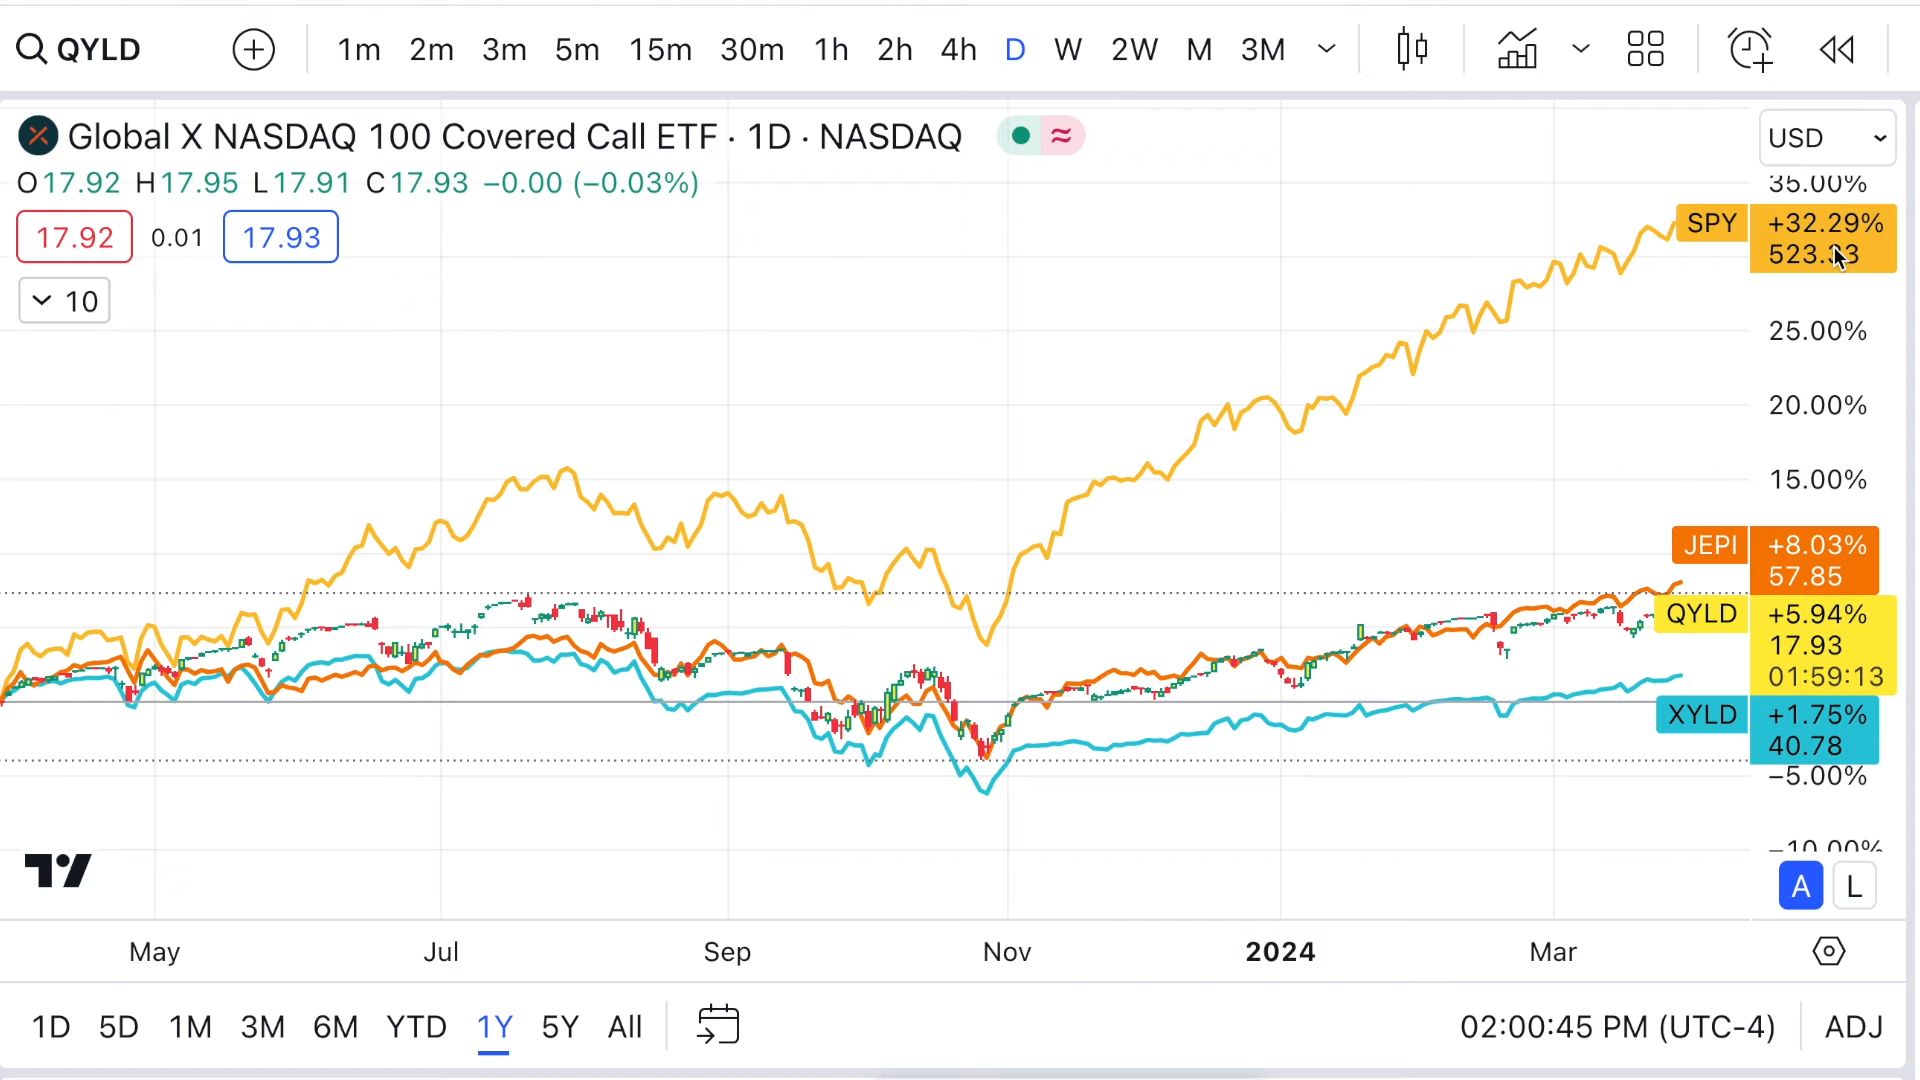 QYLD
1m 2m 3m 5m 15m 30m 1h 2h 4h D W 2W M 3M
Global X NASDAQ 100 Covered Call ETF · 1D · NASDAQ
≈
USD
O17.92 H17.95 L17.91 C17.93 −0.00 (−0.03%)
35.00%
17.92 0.01 17.93
SPY +32.29%
523.33
10
25.00%
20.00%
15.00%
JEPI +8.03%
57.85
QYLD +5.94%
17.93
01:59:13
XYLD +1.75%
40.78
−5.00%
−10.00%
A L
May Jul Sep Nov 2024 Mar
1D 5D 1M 3M 6M YTD 1Y 5Y All
02:00:45 PM (UTC-4) ADJ